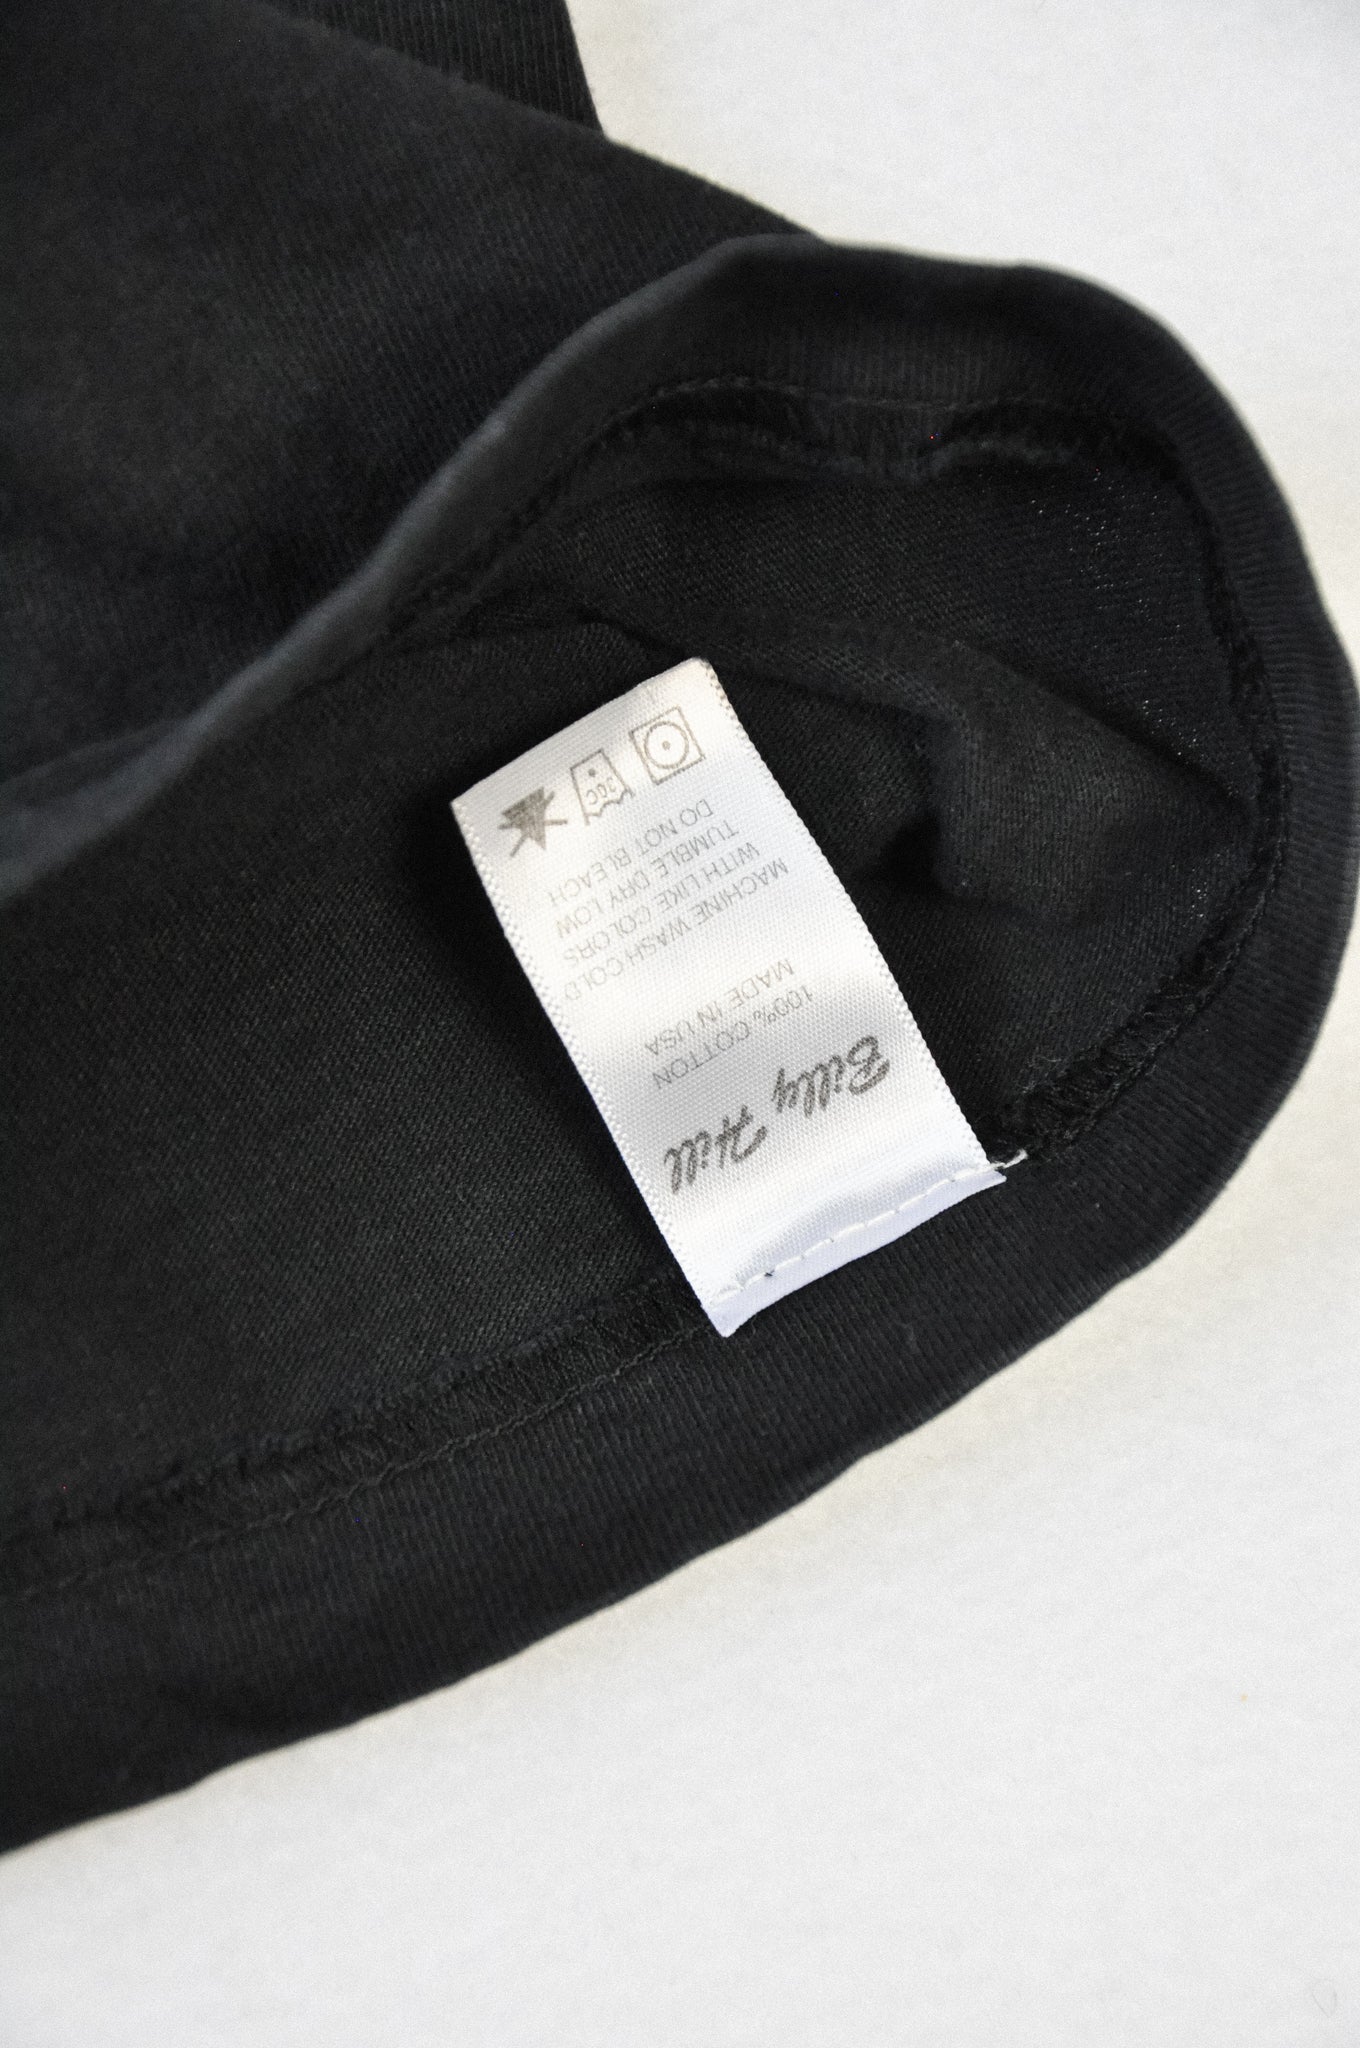 Billy Hill
100% COTTON
MADE IN USA
MACHINE WASH COLD
WITH LIKE COLORS
TUMBLE DRY LOW
DO NOT BLEACH
30C